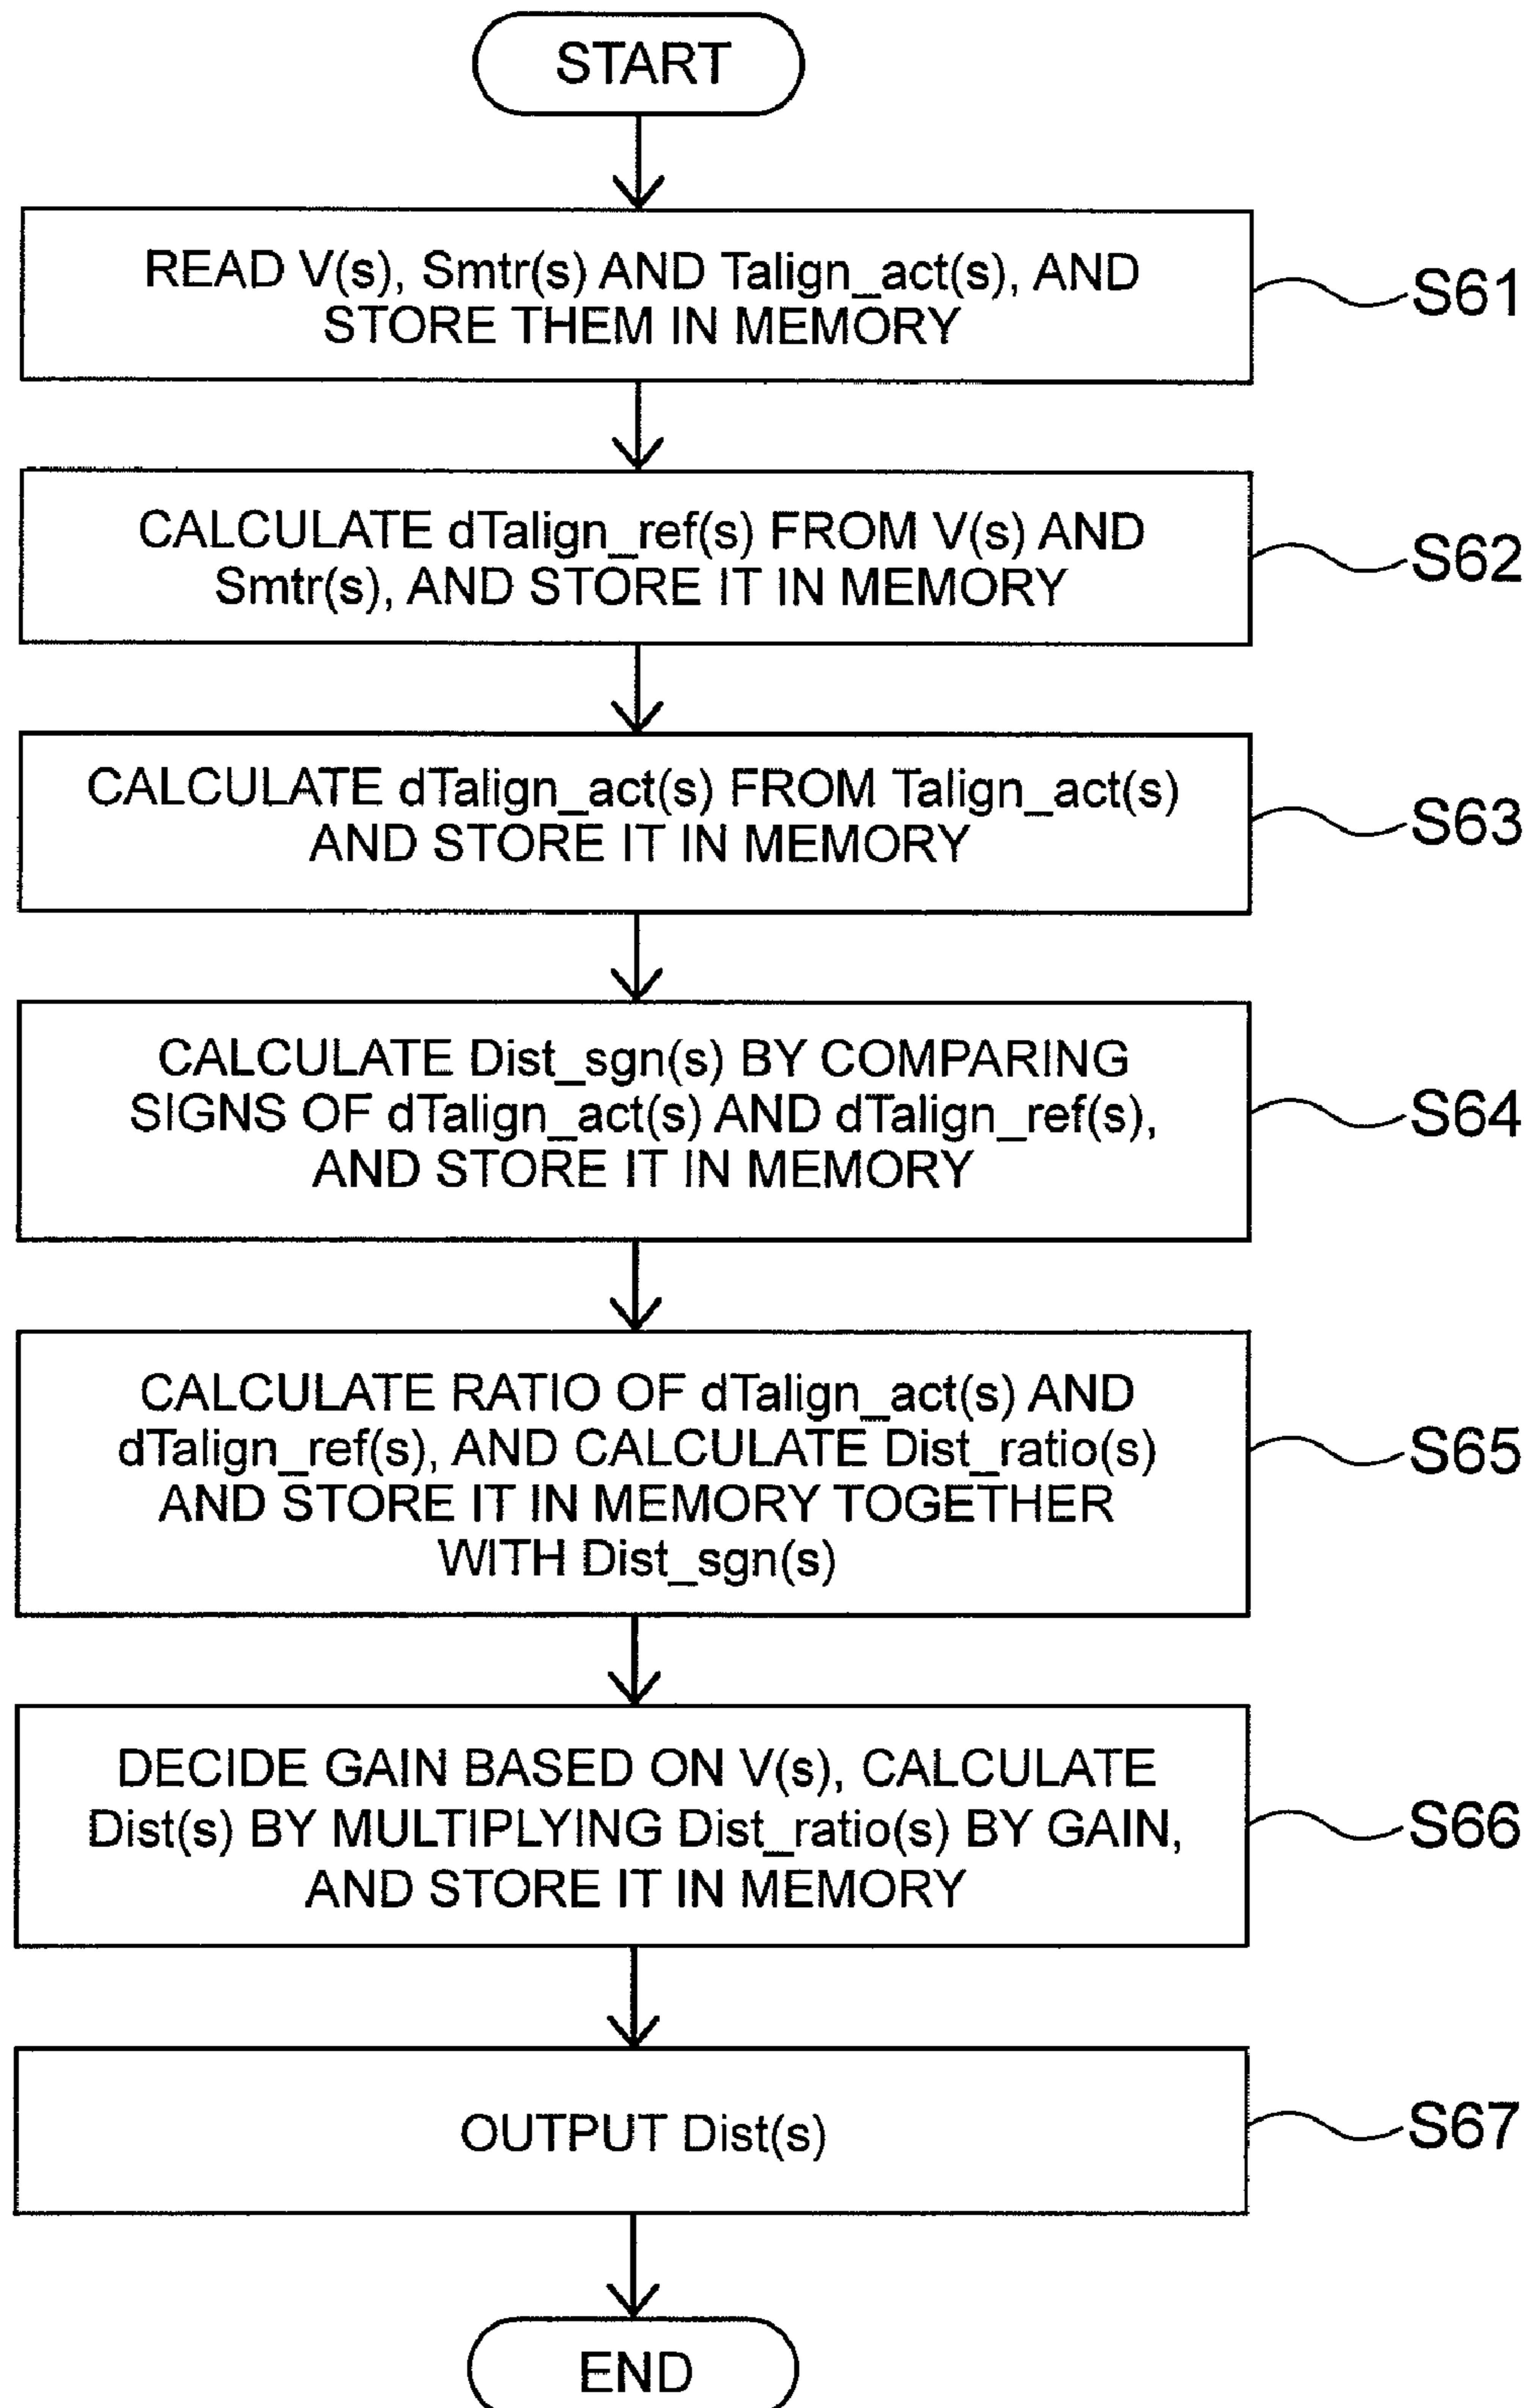 START
READ V(s), Smtr(s) AND Talign_act(s), AND
STORE THEM IN MEMORY
S61
CALCULATE dTalign_ref(s) FROM V(s) AND
Smtr(s), AND STORE IT IN MEMORY
S62
CALCULATE dTalign_act(s) FROM Talign_act(s)
AND STORE IT IN MEMORY
S63
CALCULATE Dist_sgn(s) BY COMPARING
SIGNS OF dTalign_act(s) AND dTalign_ref(s),
AND STORE IT IN MEMORY
S64
CALCULATE RATIO OF dTalign_act(s) AND
dTalign_ref(s), AND CALCULATE Dist_ratio(s)
AND STORE IT IN MEMORY TOGETHER
WITH Dist_sgn(s)
S65
DECIDE GAIN BASED ON V(s), CALCULATE
Dist(s) BY MULTIPLYING Dist_ratio(s) BY GAIN,
AND STORE IT IN MEMORY
S66
OUTPUT Dist(s)
S67
END